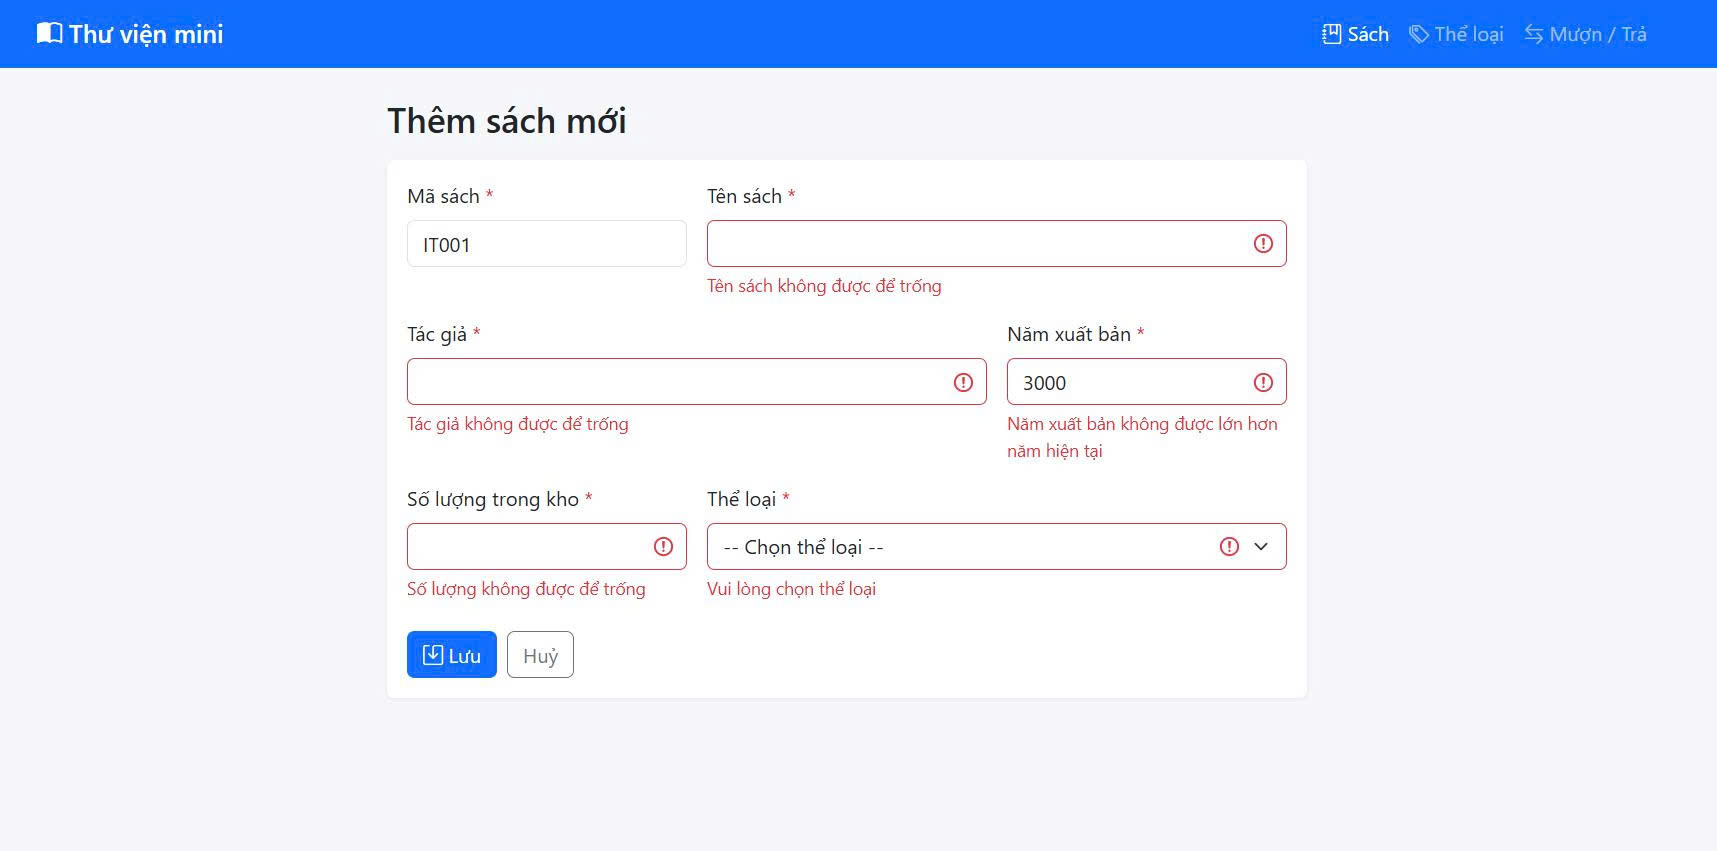 Thư viện mini
Sách
Thể loại
Mượn / Trả
Thêm sách mới
Mã sách *
Tên sách *
IT001
Tên sách không được để trống
Tác giả *
Năm xuất bản *
3000
Tác giả không được để trống
Năm xuất bản không được lớn hơn
năm hiện tại
Số lượng trong kho *
Thể loại *
-- Chọn thể loại --
Số lượng không được để trống
Vui lòng chọn thể loại
Lưu
Huỷ